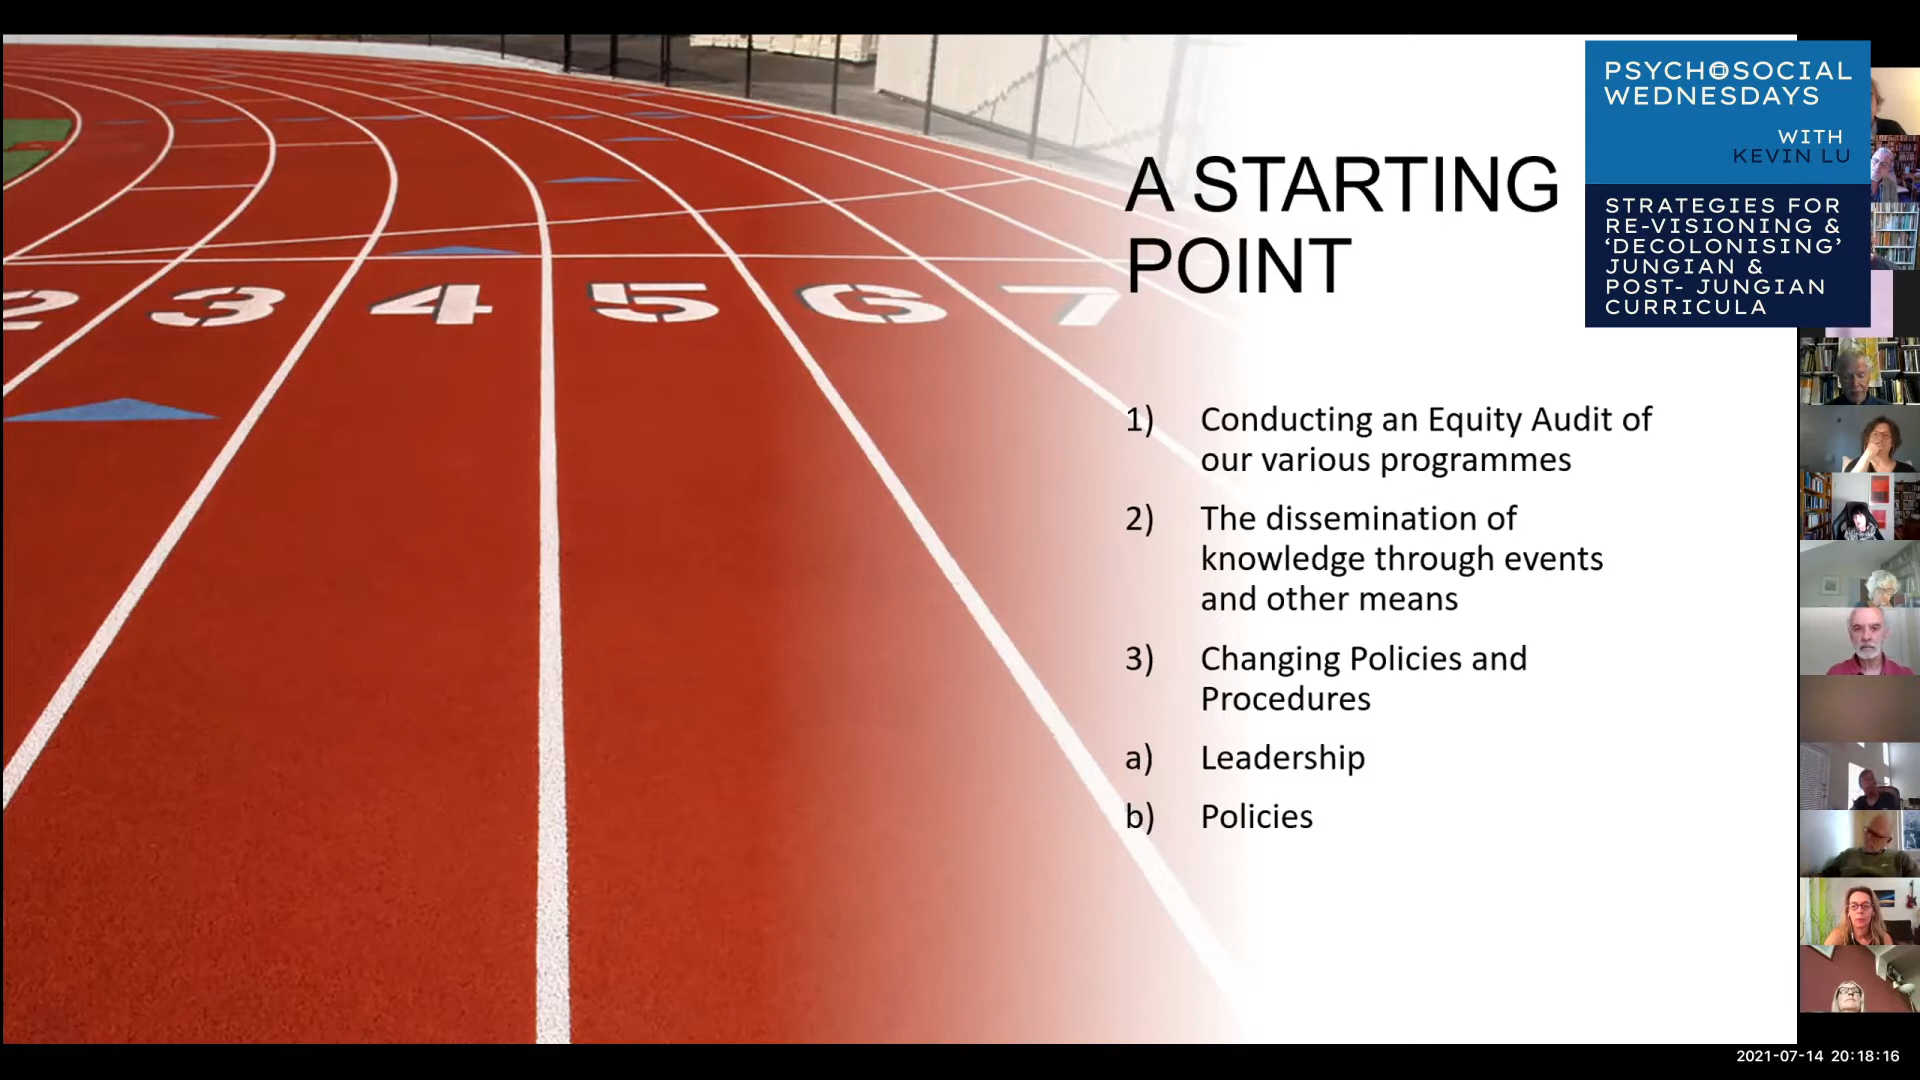 PSYCHOSOCIAL
WEDNESDAYS
WITH
KEVIN LU
STRATEGIES FOR
RE-VISIONING &
‘DECOLONISING’
JUNGIAN &
POST- JUNGIAN
CURRICULA
A STARTING
POINT
2 3 4 5 6 7
1) Conducting an Equity Audit of
our various programmes
2) The dissemination of
knowledge through events
and other means
3) Changing Policies and
Procedures
a) Leadership
b) Policies
2021-07-14 20:18:16